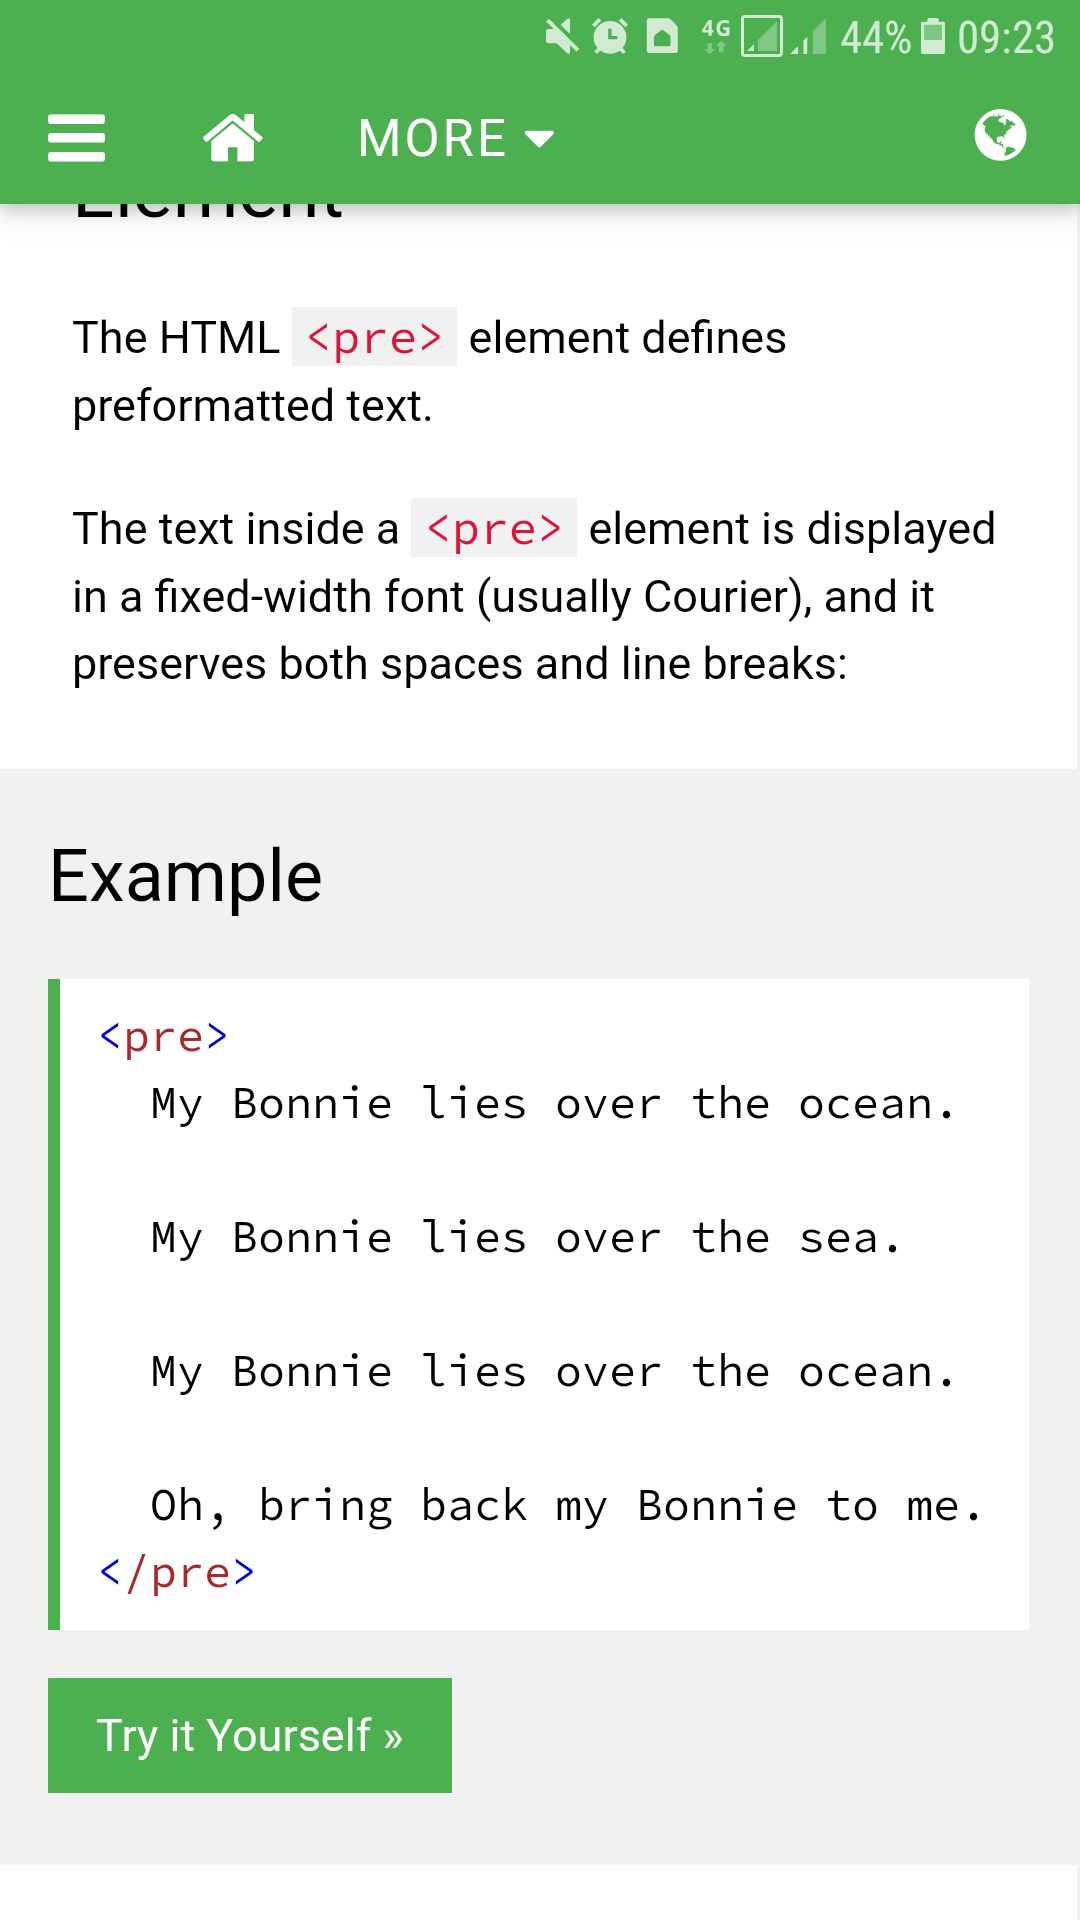 4G 44% 09:23
MORE
Element
The HTML <pre> element defines
preformatted text.
The text inside a <pre> element is displayed
in a fixed-width font (usually Courier), and it
preserves both spaces and line breaks:
Example
<pre>
My Bonnie lies over the ocean.
My Bonnie lies over the sea.
My Bonnie lies over the ocean.
Oh, bring back my Bonnie to me.
</pre>
Try it Yourself »